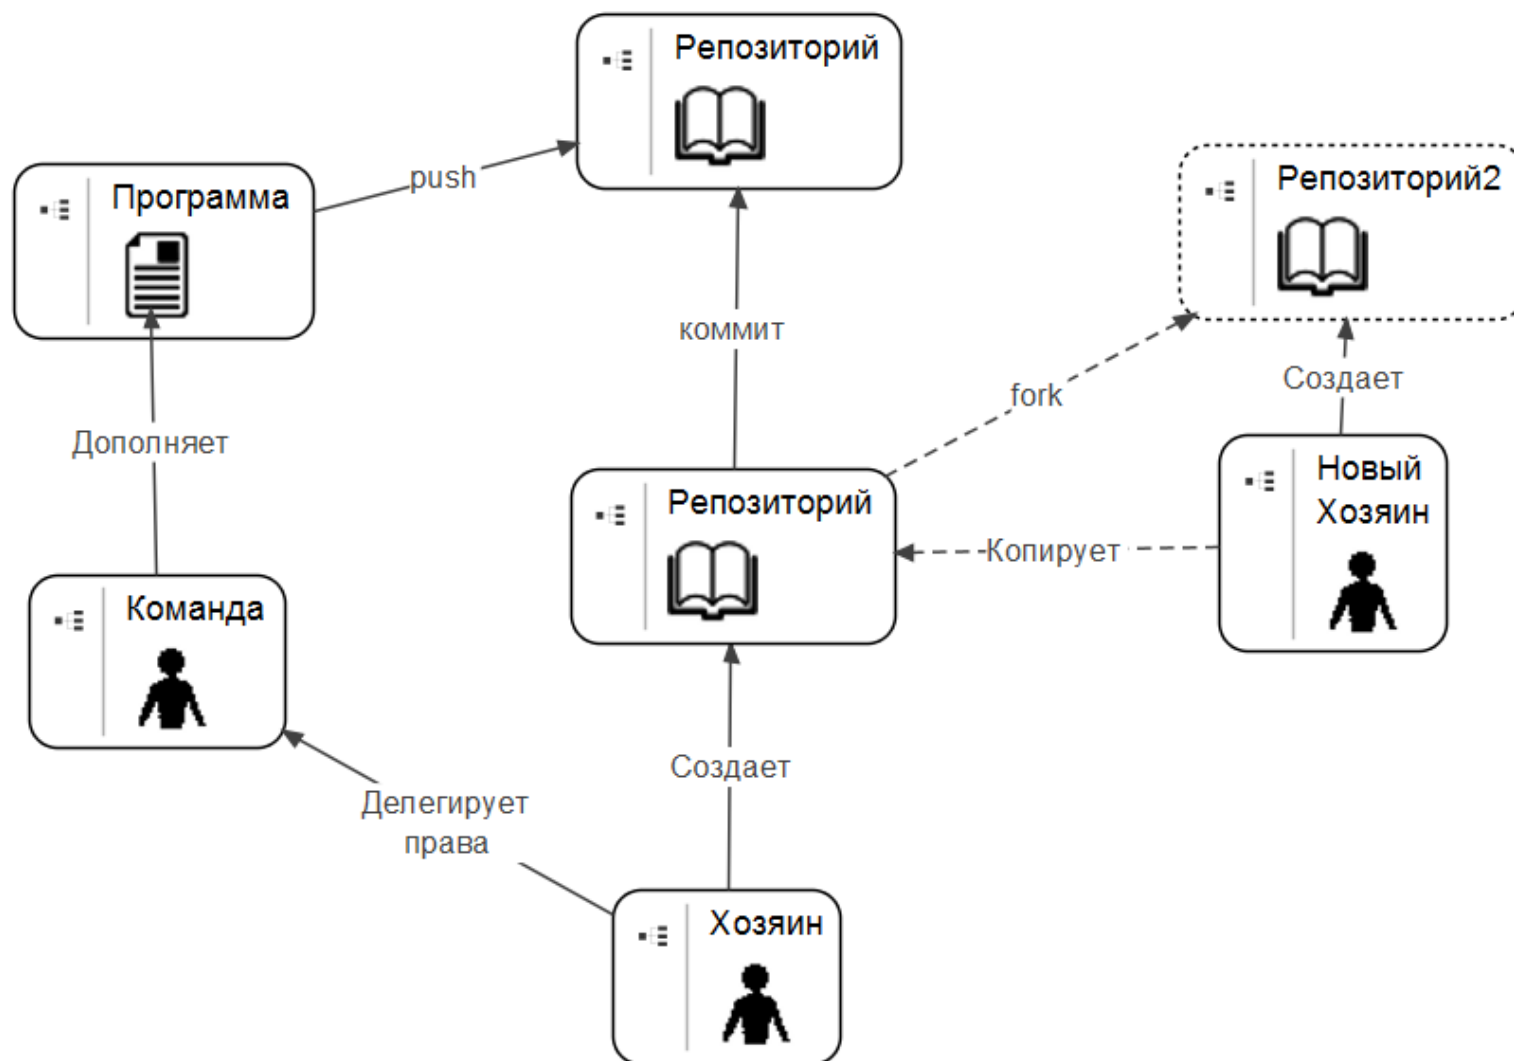 Репозиторий
Репозиторий2
Программа
push
коммит
Создает
fork
Дополняет
Новый
Хозяин
Репозиторий
Копирует
Команда
Создает
Делегирует
права
Хозяин